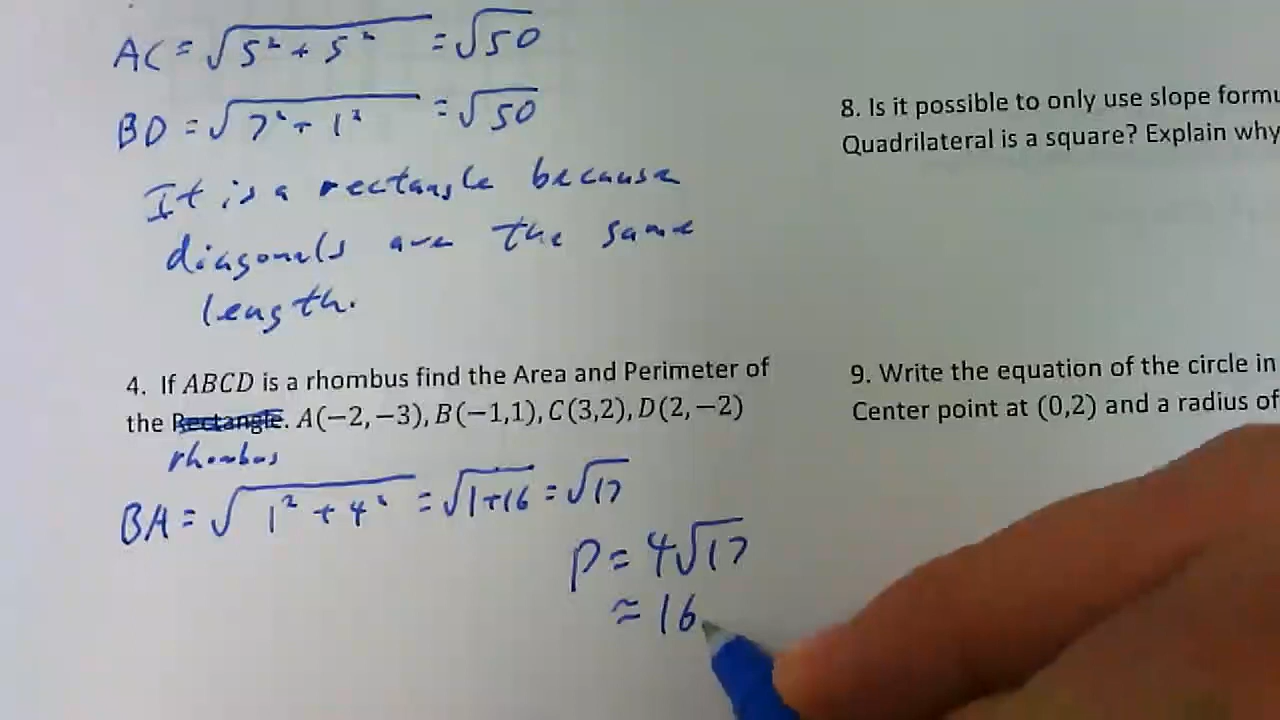 AC = √5² + 5² = √50
BD = √7² + 1² = √50
It is a rectangle because
diagonals are the same
length.
4. If ABCD is a rhombus find the Area and Perimeter of
the Rectangle. A(−2,−3), B(−1,1), C(3,2), D(2,−2)
rhombus
BA = √1² + 4² = √1+16 = √17
P = 4√17
≈ 16.
8. Is it possible to only use slope formu
Quadrilateral is a square? Explain why
9. Write the equation of the circle in
Center point at (0,2) and a radius of